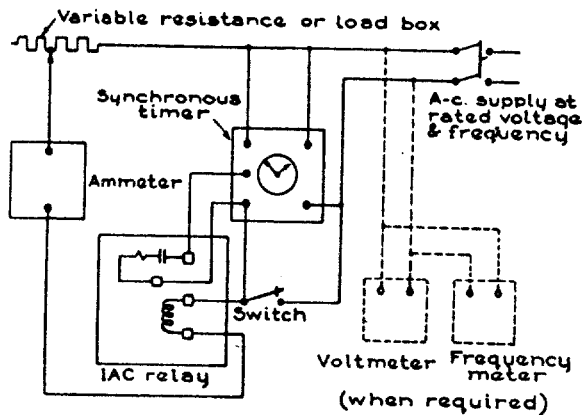 Variable resistance or load box
Synchronous
timer
A-c. supply at
rated voltage
& frequency
Ammeter
Switch
IAC relay
Voltmeter
Frequency
meter
(when required)